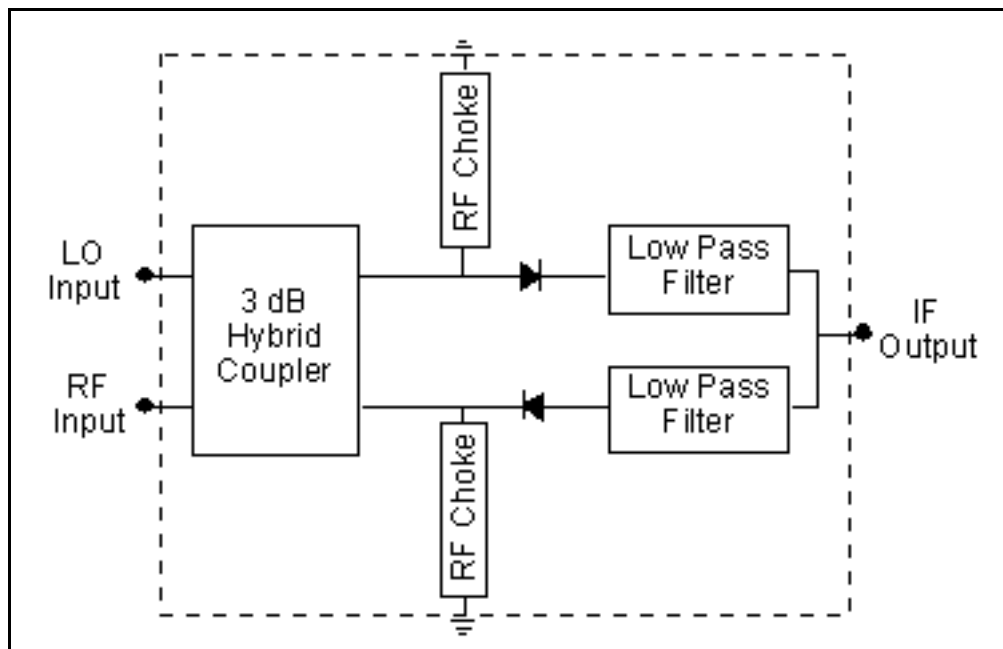 RF Choke
LO
Input
3 dB
Hybrid
Coupler
Low Pass
Filter
IF
Output
RF
Input
Low Pass
Filter
RF Choke